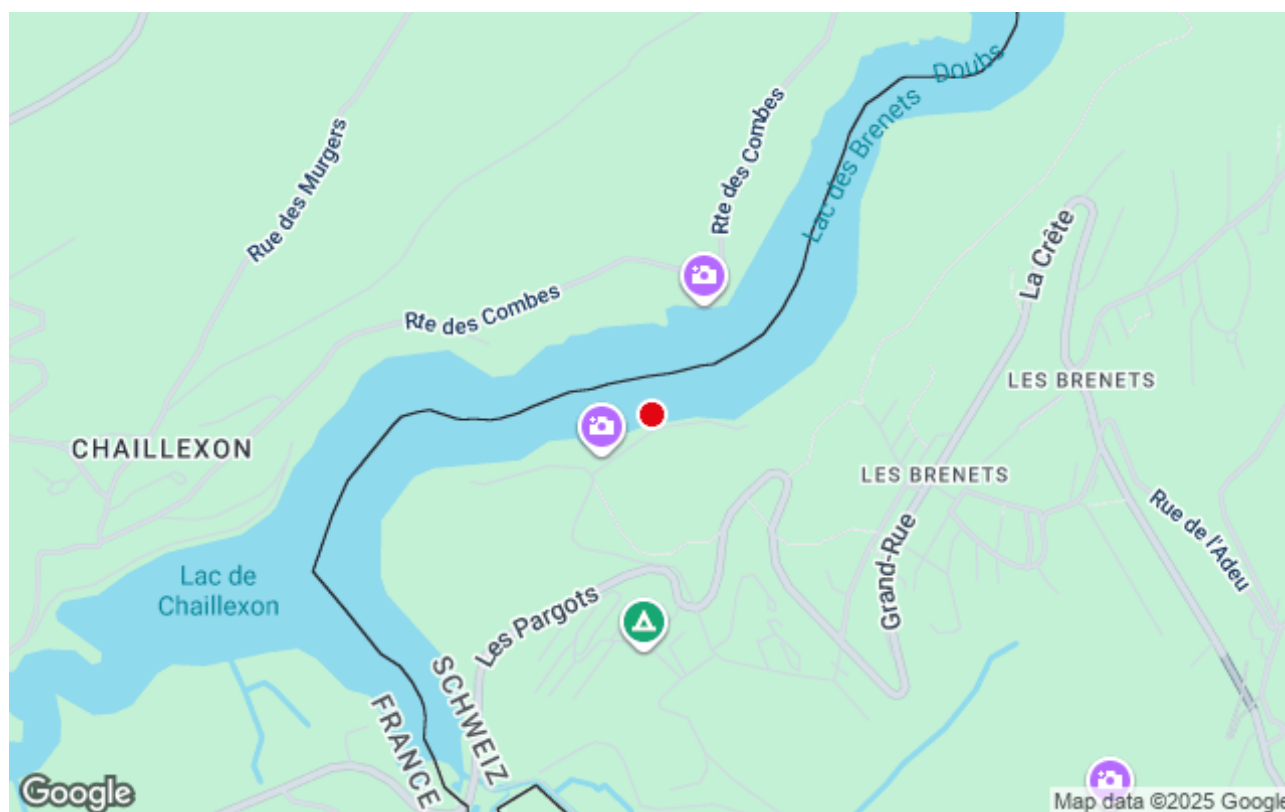 Doubs
Lac des Brenets
Rte des Combes
Rue des Murgers
La Crête
Rte des Combes
LES BRENETS
CHAILLEXON
LES BRENETS
Rue de l'Adeu
Grand-Rue
Lac de
Chaillexon
Les Pargots
SCHWEIZ
FRANCE
Google
Map data ©2025 Google